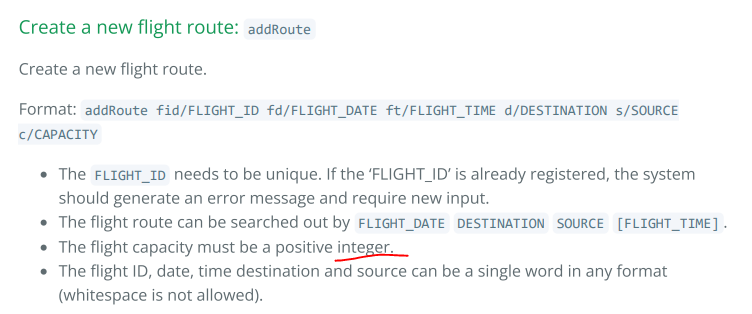 Create a new flight route: addRoute
Create a new flight route.
Format: addRoute fid/FLIGHT_ID fd/FLIGHT_DATE ft/FLIGHT_TIME d/DESTINATION s/SOURCE
c/CAPACITY
• The FLIGHT_ID needs to be unique. If the ‘FLIGHT_ID’ is already registered, the system
should generate an error message and require new input.
• The flight route can be searched out by FLIGHT_DATE DESTINATION SOURCE [FLIGHT_TIME] .
• The flight capacity must be a positive integer.
• The flight ID, date, time destination and source can be a single word in any format
(whitespace is not allowed).